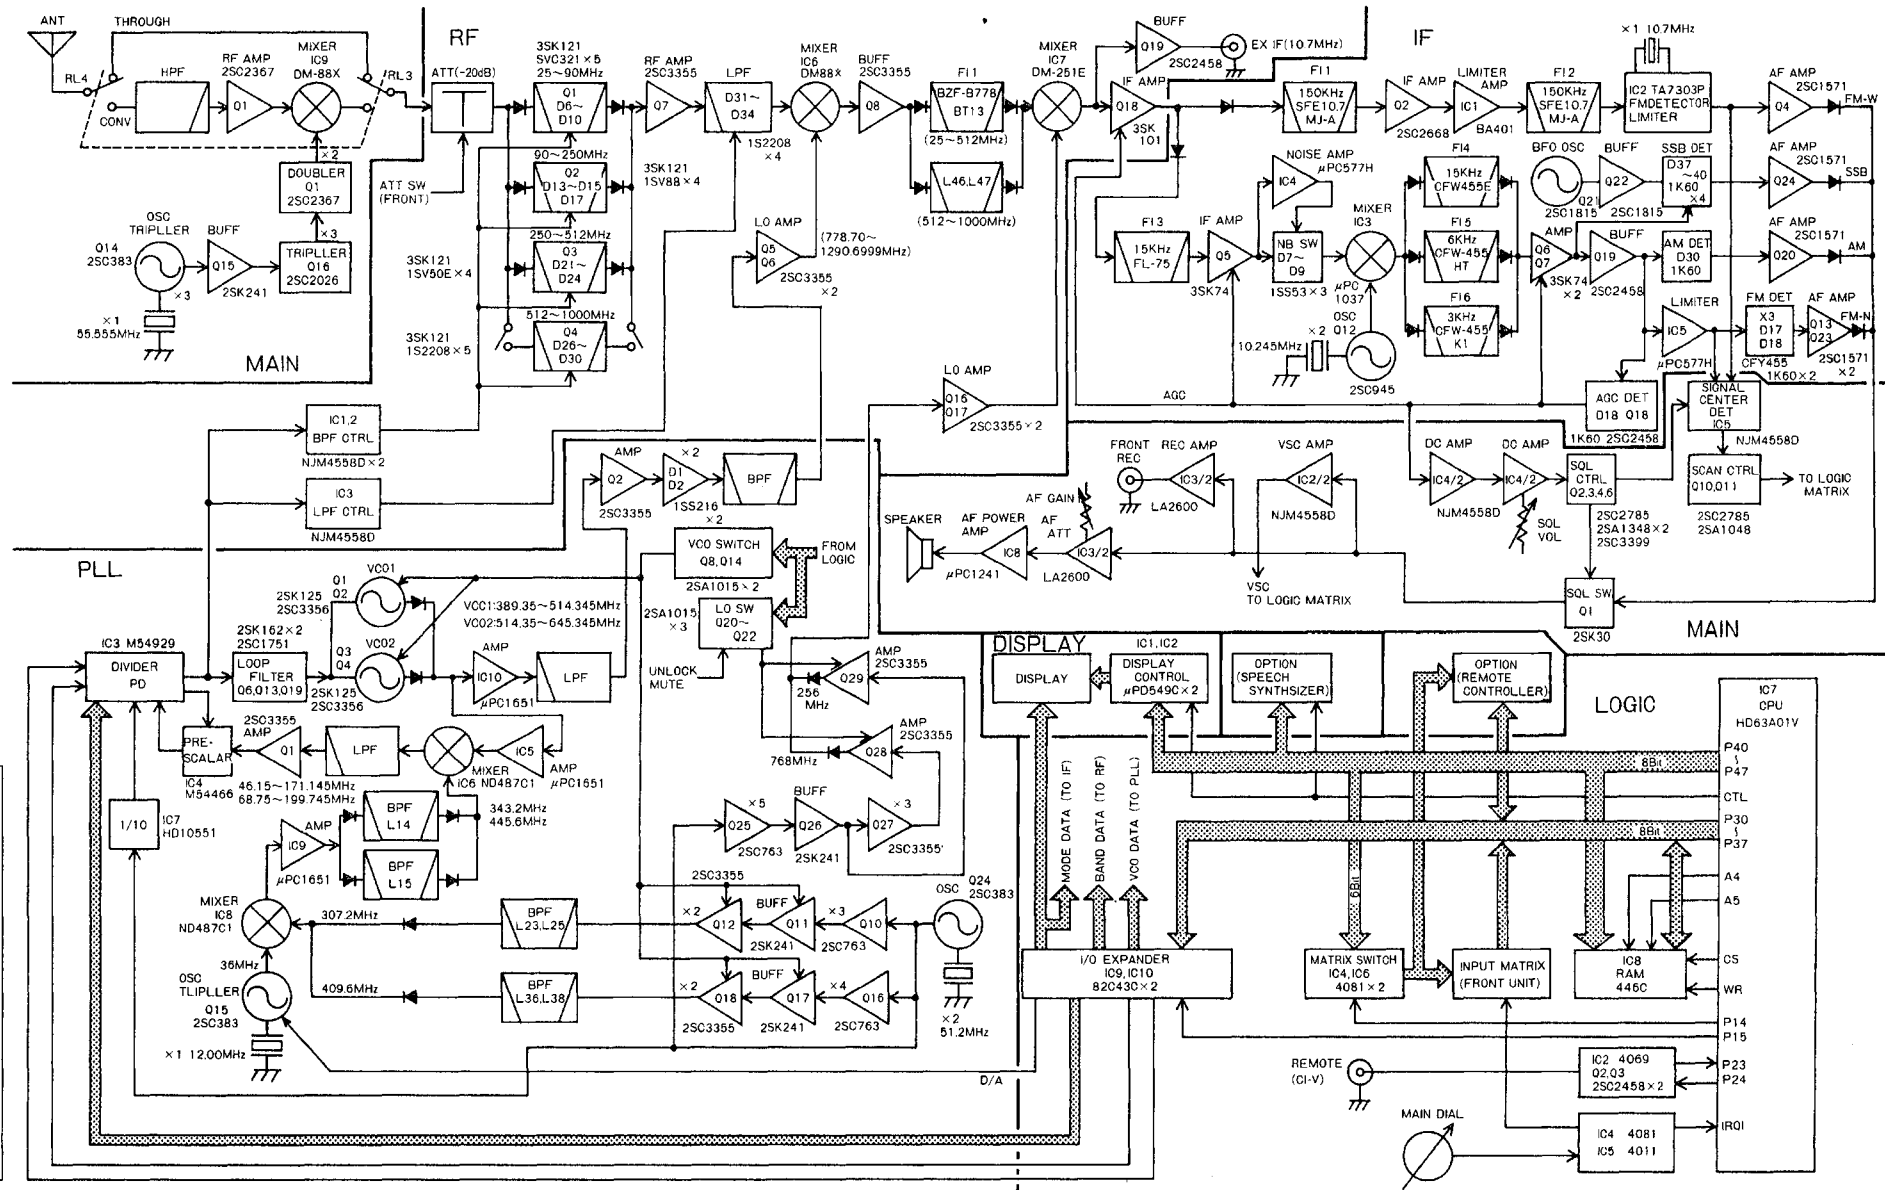 ANT
THROUGH
RL4
HPF
CONV
RF AMP
2SC2367
Q1
MIXER
IC9
DM-88X
RL3
×2
DOUBLER
Q1
2SC2367
×3
OSC
TRIPLLER
Q14
2SC383
BUFF
Q15
2SK241
TRIPLLER
Q16
2SC2026
×3
×1
55.555MHz
MAIN
RF
ATT(-20dB)
ATT SW
(FRONT)
3SK121
SVC321×5
25~90MHz
Q1
D6~
D10
90~250MHz
Q2
D13~D15
D17
3SK121
1SV88×4
250~512MHz
Q3
D21~
D24
3SK121
1SV50E×4
512~1000MHz
Q4
D26~
D30
3SK121
1S2208×5
RF AMP
2SC3355
Q7
LPF
D31~
D34
1S2208
×4
MIXER
IC6
DM88X
BUFF
2SC3355
Q8
FI1
BZF-B778
BT13
(25~512MHz)
L46,L47
(512~1000MHz)
LO AMP
Q5
Q6
2SC3355
×2
(778.70~
1290.6999MHz)
MIXER
IC7
DM-251E
BUFF
Q19
2SC2458
EX IF(10.7MHz)
IF AMP
Q18
3SK
101
LO AMP
Q16
Q17
2SC3355×2
IC1,2
BPF CTRL
NJM4558D×2
IC3
LPF CTRL
NJM4558D
IF
FI1
150KHz
SFE10.7
MJ-A
IF AMP
Q2
2SC2668
LIMITER
AMP
IC1
BA401
FI2
150KHz
SFE10.7
MJ-A
×1 10.7MHz
IC2 TA7303P
FMDETECTOR
LIMITER
AF AMP
2SC1571
Q4
FM-W
NOISE AMP
μPC577H
IC4
FI3
15KHz
FL-75
IF AMP
Q5
3SK74
NB SW
D7~
D9
1SS53×3
MIXER
IC3
μPC
1037
FI4
15KHz
CFW455E
FI5
6KHz
CFW-455
HT
FI6
3KHz
CFW-455
K1
OSC
Q12
2SC945
×2
10.245MHz
BFO OSC
Q21
2SC1815
BUFF
Q22
2SC1815
SSB DET
D37
~40
1K60
×4
AF AMP
2SC1571
Q24
SSB
AMP
Q6
Q7
3SK74
×2
BUFF
Q19
2SC2458
AM DET
D30
1K60
AF AMP
2SC1571
Q20
AM
LIMITER
IC5
μPC577H
FM DET
X3
D17
D18
CFY455
1K60×2
AF AMP
Q13
Q23
2SC1571
×2
FM-N
AGC
AGC DET
D18 Q18
1K60 2SC2458
SIGNAL
CENTER
DET
IC5
NJM4558D
SCAN CTRL
Q10,Q11
2SC2785
2SA1048
TO LOGIC
MATRIX
DC AMP
IC4/2
NJM4558D
DC AMP
IC4/2
SQL
VOL
SQL
CTRL
Q2,3,4,6
2SC2785
2SA1348×2
2SC3399
SQL SW
Q1
2SK30
FRONT
REC
REC AMP
IC3/2
LA2600
VSC AMP
IC2/2
NJM4558D
VSC
TO LOGIC MATRIX
SPEAKER
AF POWER
AMP
IC8
μPC1241
AF GAIN
AF
ATT
IC3/2
LA2600
MAIN
PLL
AMP
Q2
2SC3355
×2
D1
D2
1SS216
×2
BPF
VCO SWITCH
Q8,Q14
2SA1015×2
FROM
LOGIC
LO SW
Q20~
Q22
2SA1015
×3
UNLOCK
MUTE
VCO1
Q1
Q2
2SK125
2SC3356
VCO2
Q3
Q4
2SK125
2SC3356
VCC1:389.35~514.345MHz
VCO2:514.35~645.345MHz
IC3 M54929
DIVIDER
PD
2SK162×2
2SC1751
LOOP
FILTER
Q6,Q13,Q19
AMP
IC10
μPC1651
LPF
PRE-
SCALAR
IC4
M54466
2SC3355
AMP
Q1
LPF
46.15~171.145MHz
68.75~199.745MHz
MIXER
IC6 ND487C1
IC5
AMP
μPC1651
343.2MHz
445.6MHz
1/10
IC7
HD10551
AMP
IC9
μPC1651
BPF
L14
BPF
L15
MIXER
IC8
ND487C1
307.2MHz
BPF
L23,L25
409.6MHz
BPF
L36,L38
36MHz
OSC
TLIPLLER
Q15
2SC383
×1 12.00MHz
AMP
2SC3355
Q29
256
MHz
AMP
2SC3355
Q28
768MHz
×5
Q25
2SC763
BUFF
Q26
2SK241
×3
Q27
2SC3355
2SC3355
×2
Q12
BUFF
Q11
2SK241
×3
Q10
2SC763
×2
Q18
2SC3355
BUFF
Q17
2SK241
×4
Q16
2SC763
OSC
Q24
2SC383
×2
51.2MHz
D/A
DISPLAY
DISPLAY
IC1,IC2
DISPLAY
CONTROL
μPD549C×2
OPTION
(SPEECH
SYNTHSIZER)
OPTION
(REMOTE
CONTROLLER)
LOGIC
IC7
CPU
HD63A01V
P40
~
P47
CTL
P30
~
P37
A4
A5
CS
WR
P14
P15
P23
P24
IRQI
8Bit
8Bit
6Bit
MODE DATA (TO IF)
BAND DATA (TO RF)
VCO DATA (TO PLL)
I/O EXPANDER
IC9,IC10
82C43C×2
MATRIX SWITCH
IC4,IC6
4081×2
INPUT MATRIX
(FRONT UNIT)
IC8
RAM
446C
REMOTE
(CI-V)
IC2 4069
Q2,Q3
2SC2458×2
MAIN DIAL
IC4 4081
IC5 4011